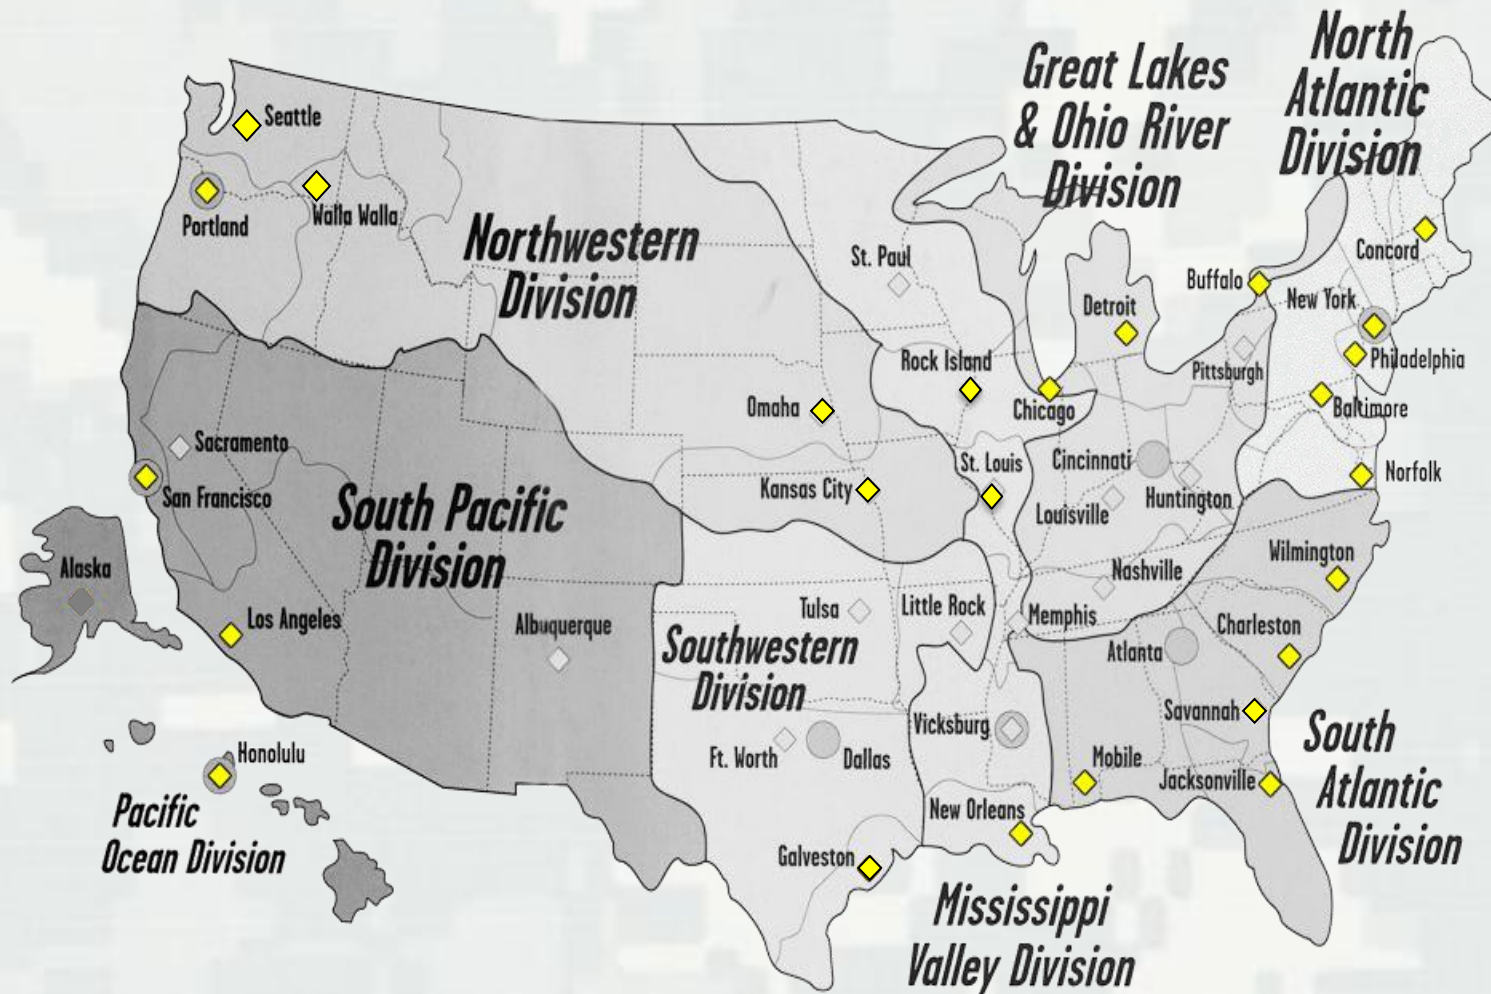 North
Atlantic
Division
Great Lakes
& Ohio River
Division
Seattle
Portland
Walla Walla
Northwestern
Division
St. Paul
Concord
Buffalo
New York
Detroit
Philadelphia
Pittsburgh
Rock Island
Chicago
Baltimore
Omaha
Sacramento
San Francisco
St. Louis
Cincinnati
Norfolk
Kansas City
Huntington
Louisville
South Pacific
Division
Wilmington
Alaska
Nashville
Los Angeles
Albuquerque
Tulsa
Little Rock
Memphis
Charleston
Atlanta
Southwestern
Division
Savannah
Vicksburg
South
Atlantic
Division
Honolulu
Ft. Worth
Dallas
Mobile
Jacksonville
Pacific
Ocean Division
New Orleans
Galveston
Mississippi
Valley Division